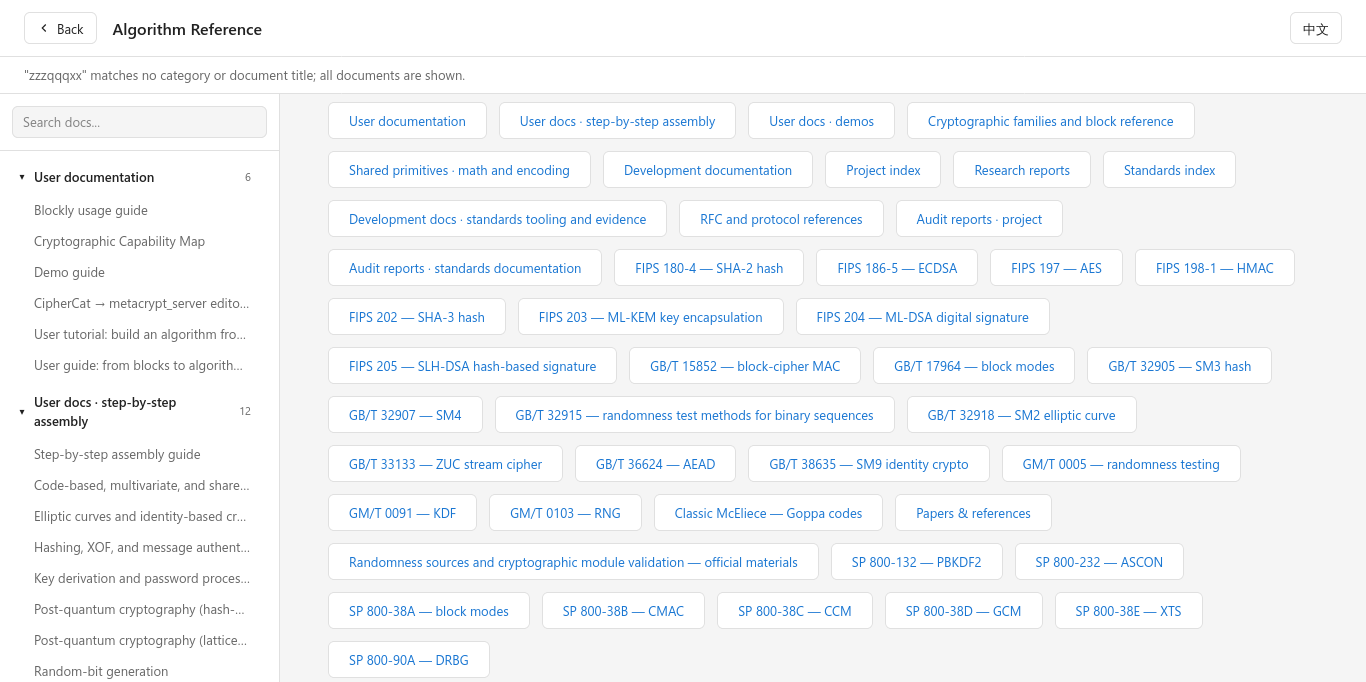 Back
Algorithm Reference
中文
"zzzqqqxx" matches no category or document title; all documents are shown.
Search docs...
User documentation 6
Blockly usage guide
Cryptographic Capability Map
Demo guide
CipherCat → metacrypt_server edito...
User tutorial: build an algorithm fro...
User guide: from blocks to algorith...
User docs · step-by-step
assembly 12
Step-by-step assembly guide
Code-based, multivariate, and share...
Elliptic curves and identity-based cr...
Hashing, XOF, and message authent...
Key derivation and password proces...
Post-quantum cryptography (hash-...
Post-quantum cryptography (lattice...
Random-bit generation
User documentation User docs · step-by-step assembly User docs · demos Cryptographic families and block reference
Shared primitives · math and encoding Development documentation Project index Research reports Standards index
Development docs · standards tooling and evidence RFC and protocol references Audit reports · project
Audit reports · standards documentation FIPS 180-4 — SHA-2 hash FIPS 186-5 — ECDSA FIPS 197 — AES FIPS 198-1 — HMAC
FIPS 202 — SHA-3 hash FIPS 203 — ML-KEM key encapsulation FIPS 204 — ML-DSA digital signature
FIPS 205 — SLH-DSA hash-based signature GB/T 15852 — block-cipher MAC GB/T 17964 — block modes GB/T 32905 — SM3 hash
GB/T 32907 — SM4 GB/T 32915 — randomness test methods for binary sequences GB/T 32918 — SM2 elliptic curve
GB/T 33133 — ZUC stream cipher GB/T 36624 — AEAD GB/T 38635 — SM9 identity crypto GM/T 0005 — randomness testing
GM/T 0091 — KDF GM/T 0103 — RNG Classic McEliece — Goppa codes Papers & references
Randomness sources and cryptographic module validation — official materials SP 800-132 — PBKDF2 SP 800-232 — ASCON
SP 800-38A — block modes SP 800-38B — CMAC SP 800-38C — CCM SP 800-38D — GCM SP 800-38E — XTS
SP 800-90A — DRBG